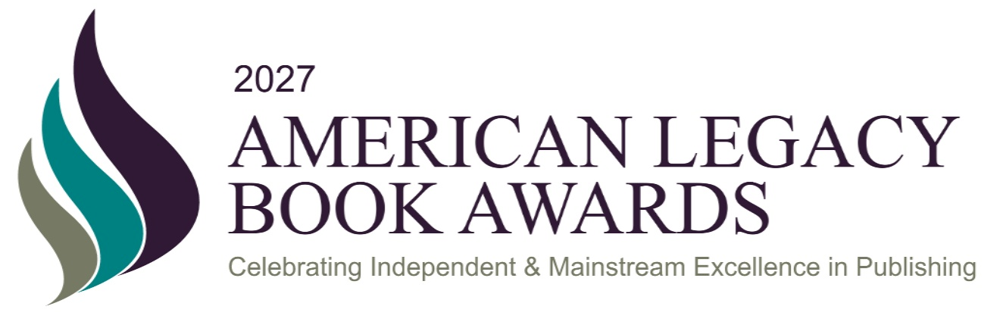 2027
AMERICAN LEGACY
BOOK AWARDS
Celebrating Independent & Mainstream Excellence in Publishing